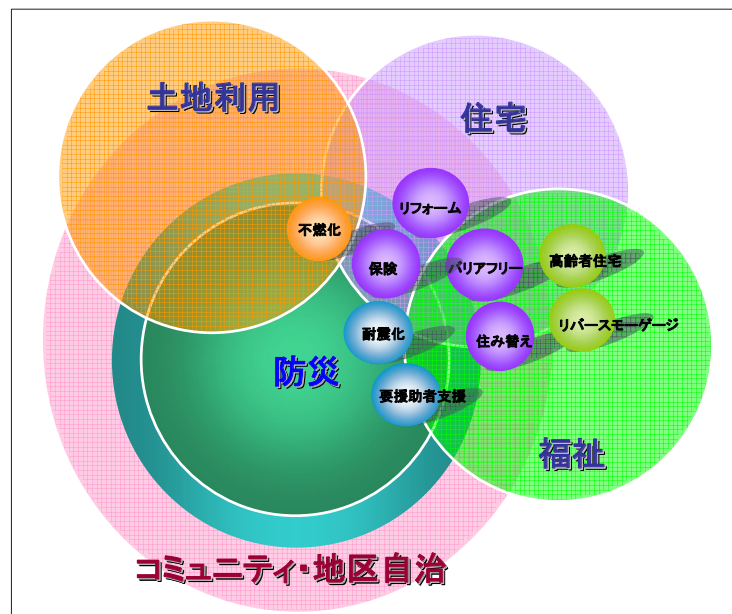 土地利用
住宅
リフォーム
不燃化
保険
バリアフリー
高齢者住宅
耐震化
住み替え
リバースモーゲージ
防災
要援助者支援
福祉
コミュニティ・地区自治